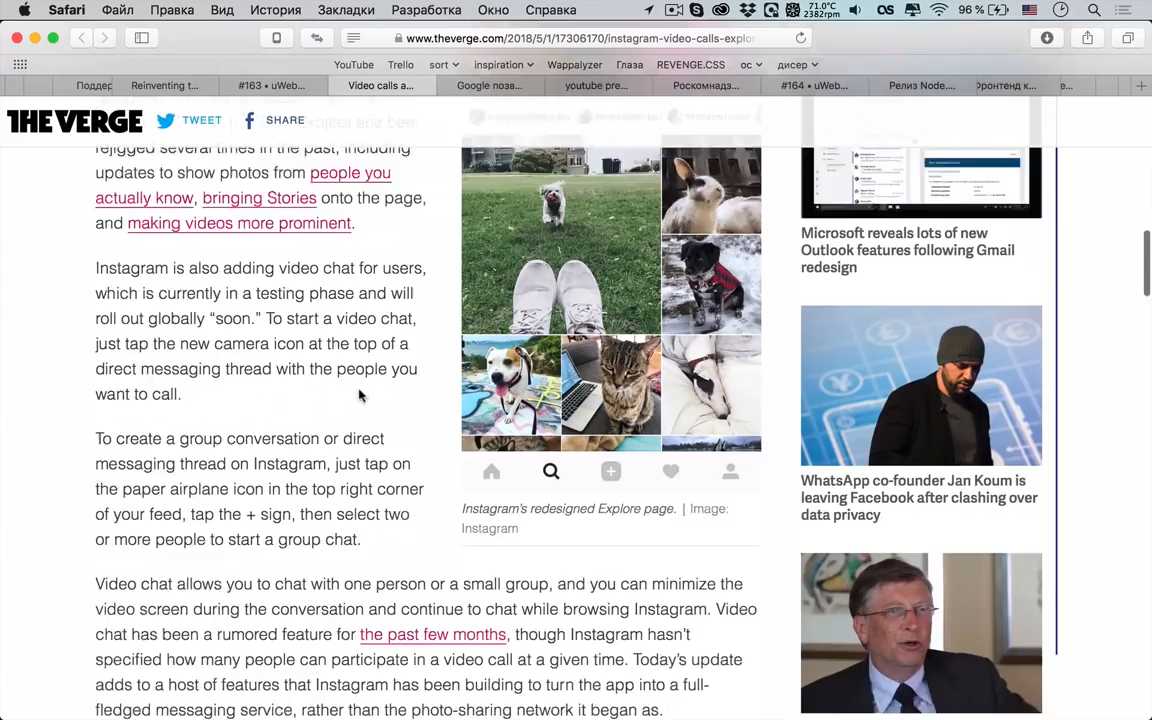 Safari Файл Правка Вид История Закладки Разработка Окно Справка 71.0°C 2382rpm OS 96 %
www.theverge.com/2018/5/1/17306170/instagram-video-calls-explo
YouTube Trello sort inspiration Wappalyzer Глаза REVENGE.CSS ос дисер
Поддер Reinventing t... #163 • uWeb... Video calls a... Google позв... youtube pre... Роскомнадз... #164 • uWeb... Релиз Node.... Фронтенд к... e...
THE VERGE TWEET SHARE
rejigged several times in the past, including
updates to show photos from people you
actually know, bringing Stories onto the page,
and making videos more prominent.
Instagram is also adding video chat for users,
which is currently in a testing phase and will
roll out globally “soon.” To start a video chat,
just tap the new camera icon at the top of a
direct messaging thread with the people you
want to call.
To create a group conversation or direct
messaging thread on Instagram, just tap on
the paper airplane icon in the top right corner
of your feed, tap the + sign, then select two
or more people to start a group chat.
Instagram’s redesigned Explore page. | Image:
Instagram
Video chat allows you to chat with one person or a small group, and you can minimize the
video screen during the conversation and continue to chat while browsing Instagram. Video
chat has been a rumored feature for the past few months, though Instagram hasn’t
specified how many people can participate in a video call at a given time. Today’s update
adds to a host of features that Instagram has been building to turn the app into a full-
fledged messaging service, rather than the photo-sharing network it began as.
Microsoft reveals lots of new
Outlook features following Gmail
redesign
WhatsApp co-founder Jan Koum is
leaving Facebook after clashing over
data privacy